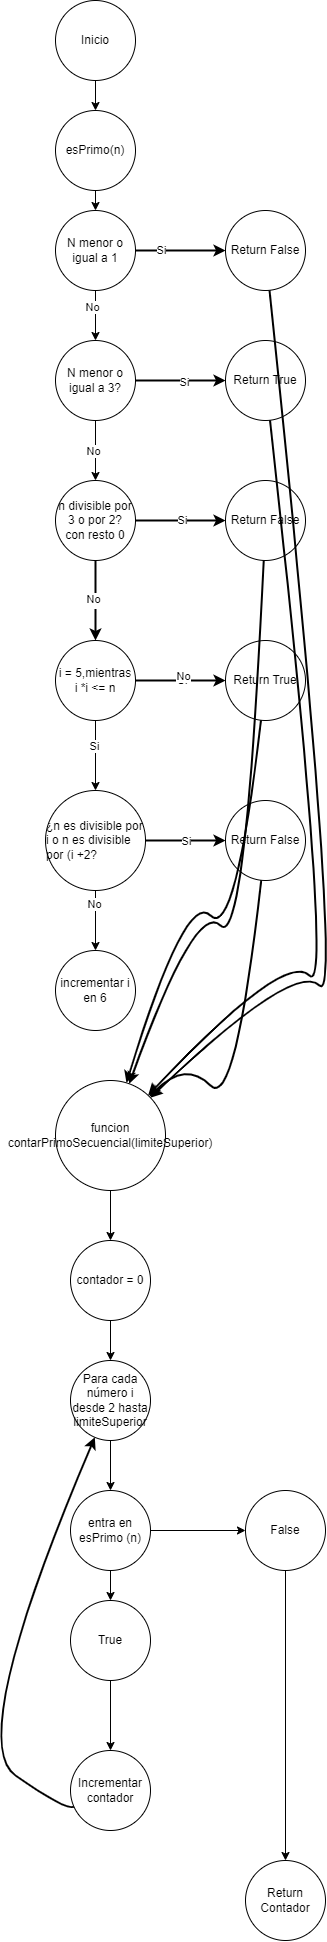 Inicio
esPrimo(n)
N menor o
igual a 1
Si
Return False
No
N menor o
igual a 3?
Si
Return True
No
n divisible por
3 o por 2?
con resto 0
Si
Return False
No
i = 5,mientras
i *i <= n
No
Return True
Si
¿n es divisible por
i o n es divisible
por (i +2?
Si
Return False
No
incrementar i
en 6
funcion
contarPrimoSecuencial(limiteSuperior)
contador = 0
Para cada
número i
desde 2 hasta
limiteSuperior
entra en
esPrimo (n)
False
True
Incrementar
contador
Return
Contador